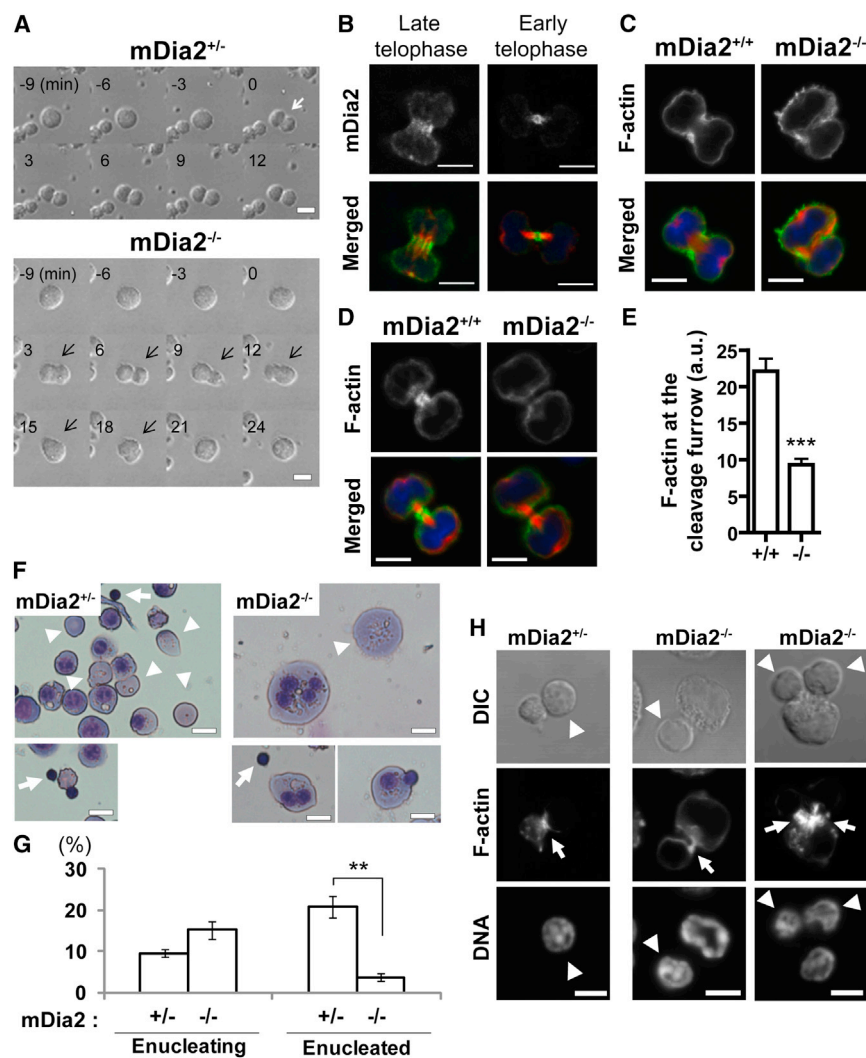 A
mDia2+/-
-9 (min) -6 -3 0
3 6 9 12
mDia2-/-
-9 (min) -6 -3 0
3 6 9 12
15 18 21 24
B
Late telophase
Early telophase
mDia2
Merged
C
mDia2+/+ mDia2-/-
F-actin
Merged
D
mDia2+/+ mDia2-/-
F-actin
Merged
E
F-actin at the cleavage furrow (a.u.)
25
20
15
10
5
0
***
+/+ -/-
F
mDia2+/- mDia2-/-
G
(%)
30
20
10
0
**
mDia2 : +/- -/- +/- -/-
Enucleating Enucleated
H
mDia2+/- mDia2-/- mDia2-/-
DIC
F-actin
DNA